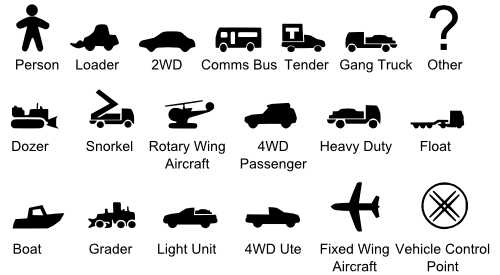 T
?
Person Loader 2WD Comms Bus Tender Gang Truck Other
Dozer Snorkel Rotary Wing 4WD Heavy Duty Float
Aircraft Passenger
Boat Grader Light Unit 4WD Ute Fixed Wing Vehicle Control
Aircraft Point